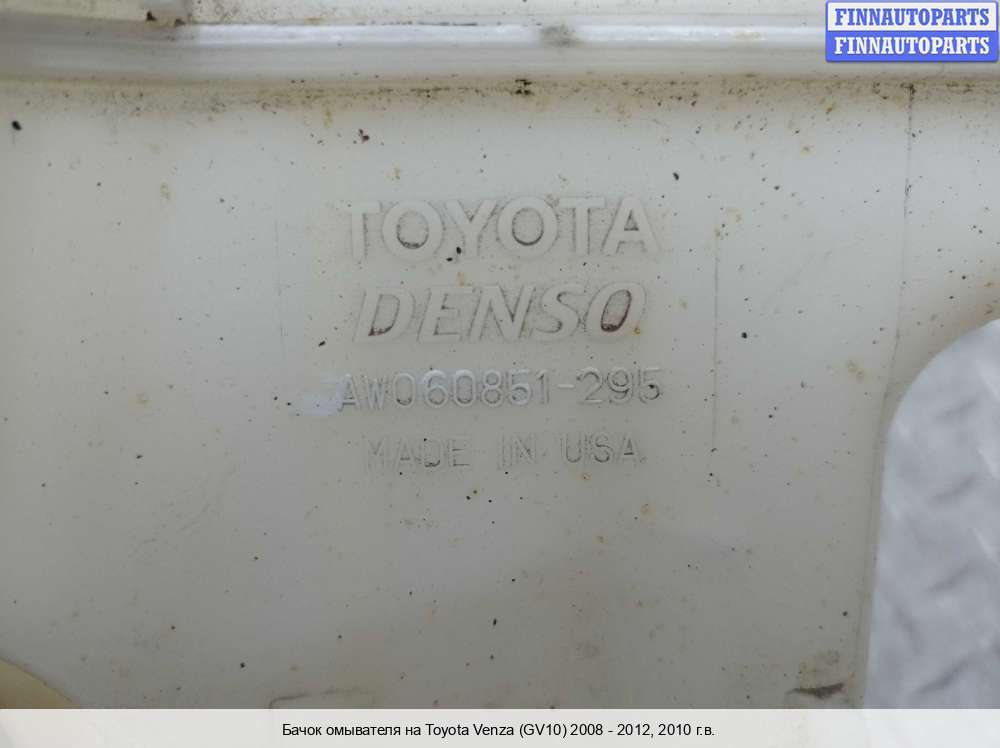 FINNAUTOPARTS
FINNAUTOPARTS
TOYOTA
DENSO
AW060851-295
MADE IN USA
Бачок омывателя на Toyota Venza (GV10) 2008 - 2012, 2010 г.в.